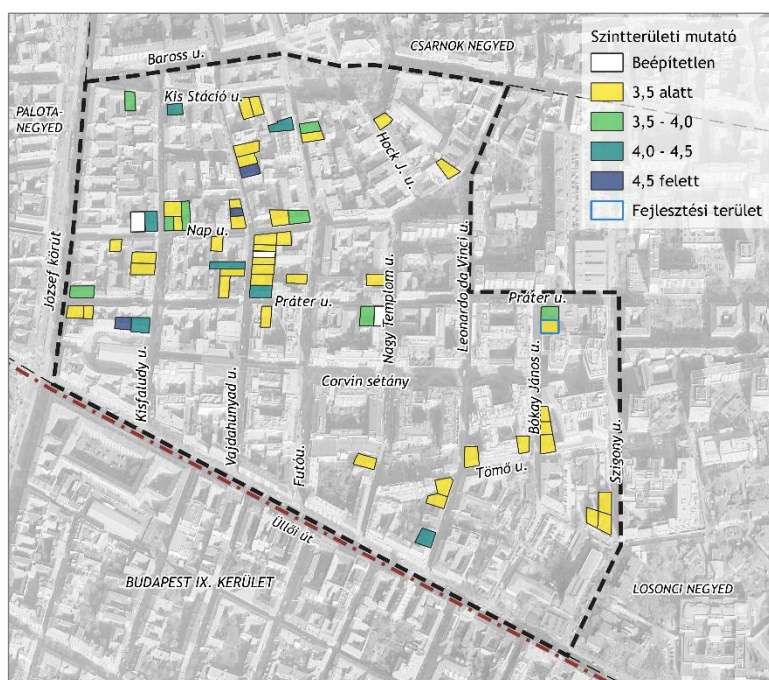 Szintterületi mutató
Beépítetlen
3,5 alatt
3,5 - 4,0
4,0 - 4,5
4,5 felett
Fejlesztési terület
CSARNOK NEGYED
Baross u.
Kis Stáció u.
PALOTA-
NEGYED
Hock J. u.
Nap u.
József körút
Leonardo da Vinci u.
Nagy Templom u.
Práter u.
Práter u.
Kisfaludy u.
Vajdahunyad u.
Corvin sétány
Bókay János u.
Szigony u.
Futóu.
Tömő u.
Üllői út
BUDAPEST IX. KERÜLET
LOSONCI NEGYED